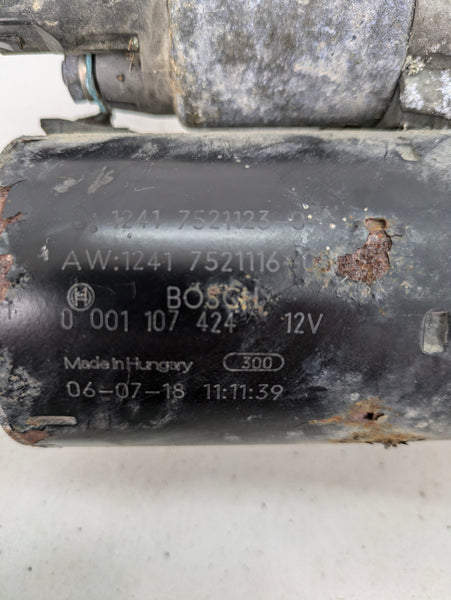 1241 7521123 0
AW:1241 7521116
BOSCH
0 001 107 424 12V
Made in Hungary 300
06-07-18 11:11:39